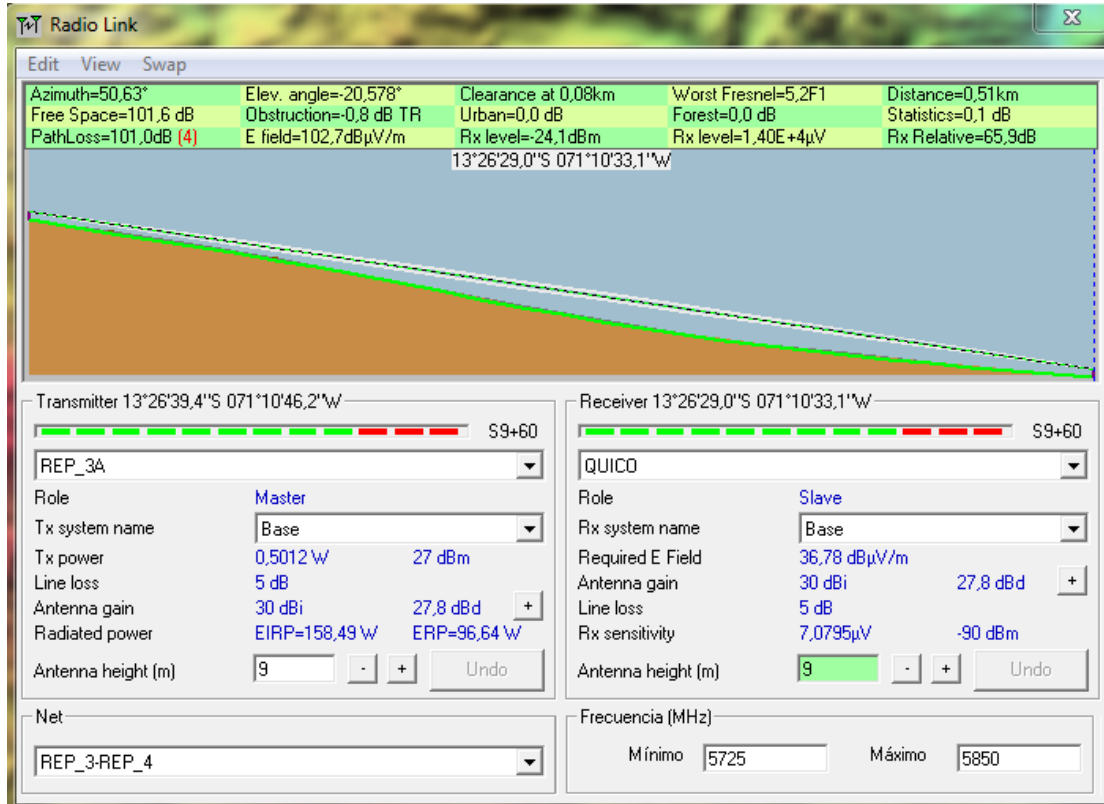 Radio Link
Edit View Swap
Azimuth=50,63° Elev. angle=-20,578° Clearance at 0,08km Worst Fresnel=5,2F1 Distance=0,51km
Free Space=101,6 dB Obstruction=-0,8 dB TR Urban=0,0 dB Forest=0,0 dB Statistics=0,1 dB
PathLoss=101,0dB (4) E field=102,7dBµV/m Rx level=-24,1dBm Rx level=1,40E+4µV Rx Relative=65,9dB
13°26'29,0"S 071°10'33,1"W
Transmitter 13°26'39,4"S 071°10'46,2"W
S9+60
REP_3A
Role Master
Tx system name Base
Tx power 0,5012 W 27 dBm
Line loss 5 dB
Antenna gain 30 dBi 27,8 dBd +
Radiated power EIRP=158,49 W ERP=96,64 W
Antenna height (m) 9 - + Undo
Net
REP_3-REP_4
Receiver 13°26'29,0"S 071°10'33,1"W
S9+60
QUICO
Role Slave
Rx system name Base
Required E Field 36,78 dBµV/m
Antenna gain 30 dBi 27,8 dBd +
Line loss 5 dB
Rx sensitivity 7,0795µV -90 dBm
Antenna height (m) 9 - + Undo
Frecuencia (MHz)
Mínimo 5725 Máximo 5850